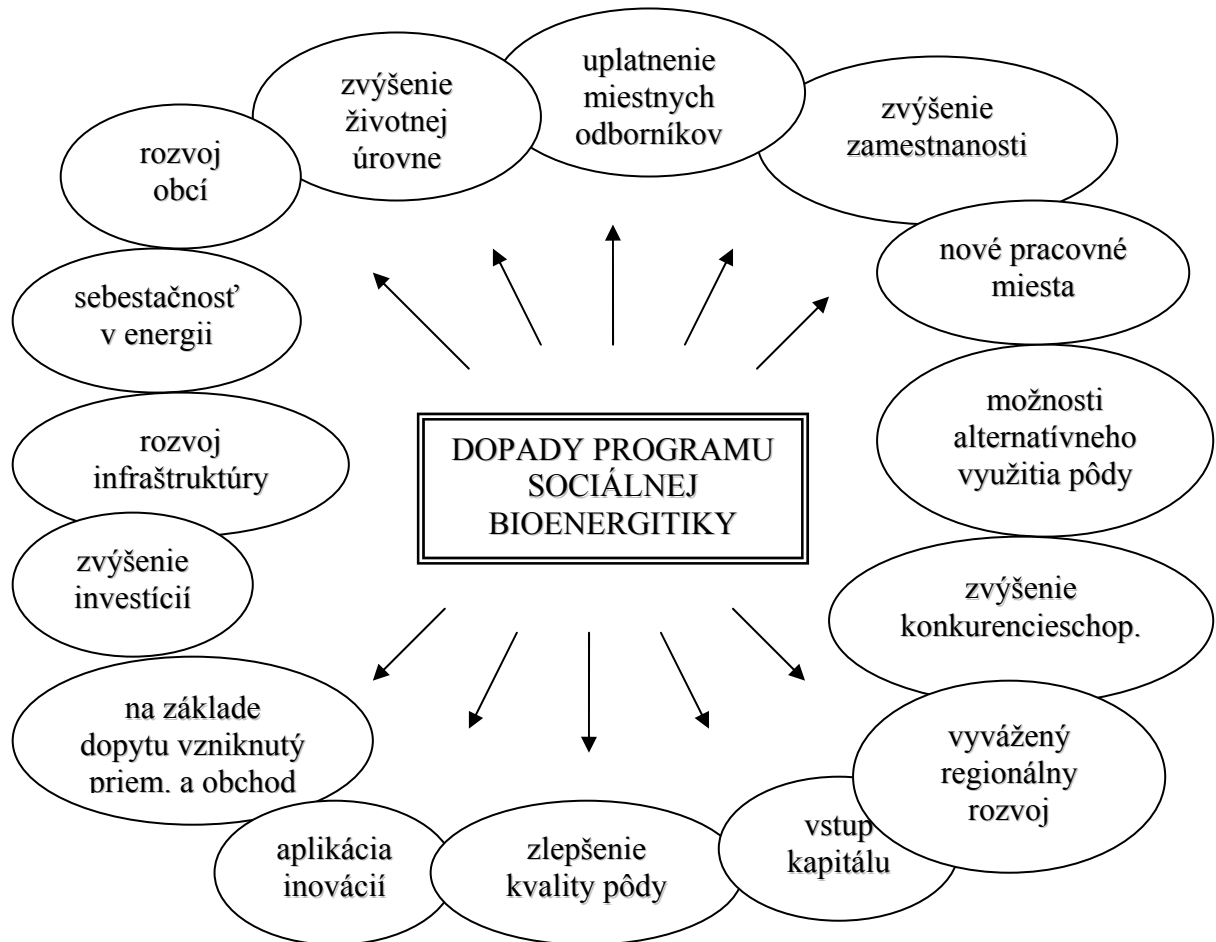 uplatnenie
miestnych
odborníkov
zvýšenie
životnej
úrovne
zvýšenie
zamestnanosti
rozvoj
obcí
nové pracovné
miesta
sebestačnosť
v energii
možnosti
alternatívneho
využitia pôdy
rozvoj
infraštruktúry
DOPADY PROGRAMU
SOCIÁLNEJ
BIOENERGITIKY
zvýšenie
investícií
zvýšenie
konkurencieschop.
na základe
dopytu vzniknutý
priem. a obchod
vyvážený
regionálny
rozvoj
vstup
kapitálu
aplikácia
inovácií
zlepšenie
kvality pôdy